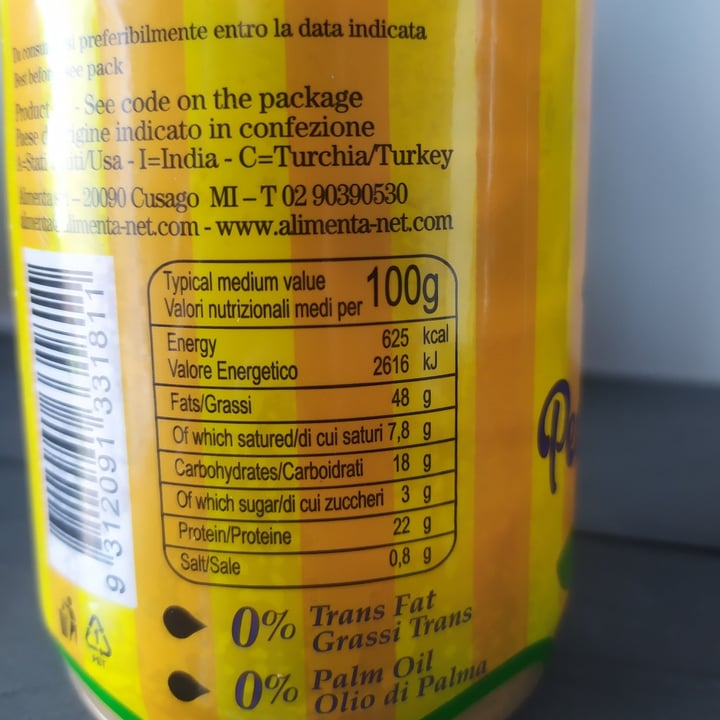 Da consumarsi preferibilmente entro la data indicata
Best before see pack
Product - See code on the package
Paese d'origine indicato in confezione
A=Stati Uniti/Usa - I=India - C=Turchia/Turkey
Alimenta – 20090 Cusago MI – T 02 90390530
alimenta-net.com - www.alimenta-net.com
Typical medium value
Valori nutrizionali medi per 100g
Energy 625 kcal
Valore Energetico 2616 kJ
Fats/Grassi 48 g
Of which satured/di cui saturi 7,8 g
Carbohydrates/Carboidrati 18 g
Of which sugar/di cui zuccheri 3 g
Protein/Proteine 22 g
Salt/Sale 0,8 g
9 312091 331811
PET
0% Trans Fat
Grassi Trans
0% Palm Oil
Olio di Palma
Pe